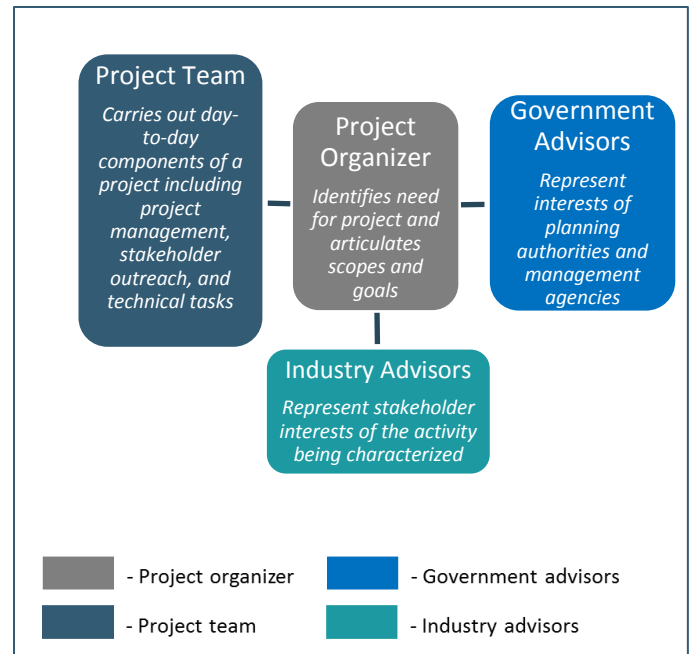 Project Team
Carries out day-
to-day
components of a
project including
project
management,
stakeholder
outreach, and
technical tasks
Project
Organizer
Identifies need
for project and
articulates
scopes and
goals
Government
Advisors
Represent
interests of
planning
authorities and
management
agencies
Industry Advisors
Represent stakeholder
interests of the activity
being characterized
- Project organizer
- Government advisors
- Project team
- Industry advisors